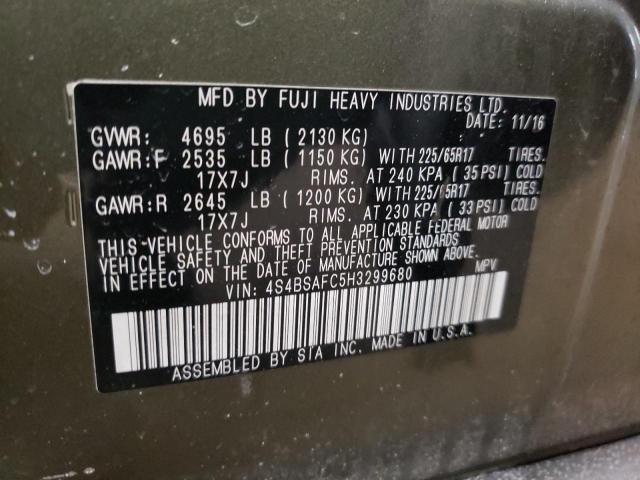 MFD BY FUJI HEAVY INDUSTRIES LTD.
DATE: 11/16
GVWR: 4695 LB ( 2130 KG)
GAWR:F 2535 LB ( 1150 KG) WITH 225/65R17 TIRES.
17X7J RIMS. AT 240 KPA ( 35 PSI) COLD
GAWR:R 2645 LB ( 1200 KG) WITH 225/65R17 TIRES.
17X7J RIMS. AT 230 KPA ( 33 PSI) COLD
THIS VEHICLE CONFORMS TO ALL APPLICABLE FEDERAL MOTOR
VEHICLE SAFETY AND THEFT PREVENTION STANDARDS
IN EFFECT ON THE DATE OF MANUFACTURE SHOWN ABOVE.
VIN: 4S4BSAFC5H3299680 MPV
ASSEMBLED BY SIA INC. MADE IN U.S.A.